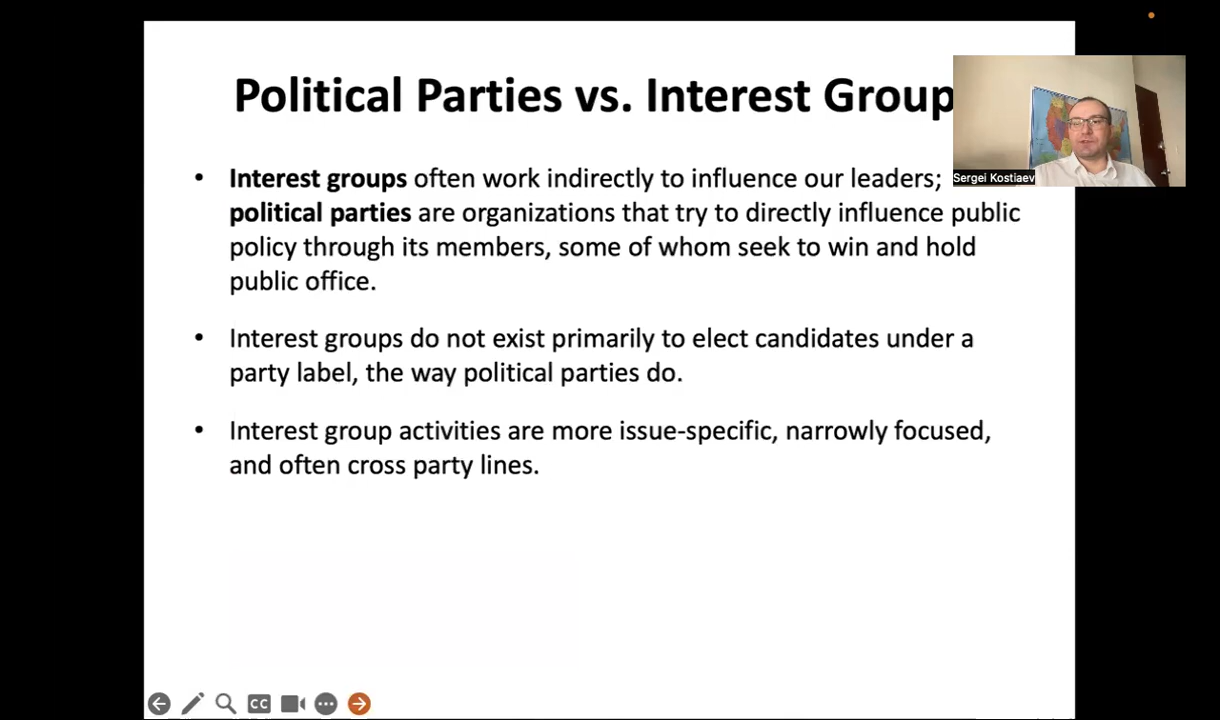 Political Parties vs. Interest Group
Interest groups often work indirectly to influence our leaders;
political parties are organizations that try to directly influence public
policy through its members, some of whom seek to win and hold
public office.
Interest groups do not exist primarily to elect candidates under a
party label, the way political parties do.
Interest group activities are more issue-specific, narrowly focused,
and often cross party lines.
Sergei Kostiaev
CC